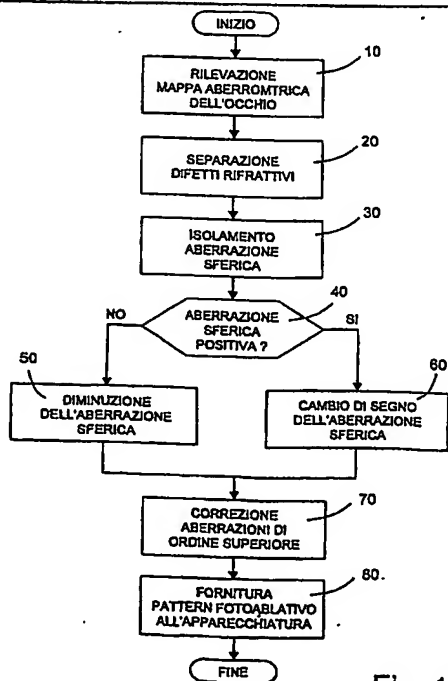 INIZIO
10
RILEVAZIONE
MAPPA ABERROMTRICA
DELL'OCCHIO
20
SEPARAZIONE
DIFETTI RIFRATTIVI
30
ISOLAMENTO
ABERRAZIONE
SFERICA
40
NO
ABERRAZIONE
SFERICA
POSITIVA ?
SI
50
DIMINUZIONE
DELL'ABERRAZIONE
SFERICA
60
CAMBIO DI SEGNO
DELL'ABERRAZIONE
SFERICA
70
CORREZIONE
ABERRAZIONI DI
ORDINE SUPERIORE
80
FORNITURA
PATTERN FOTOABLATIVO
ALL'APPARECCHIATURA
FINE